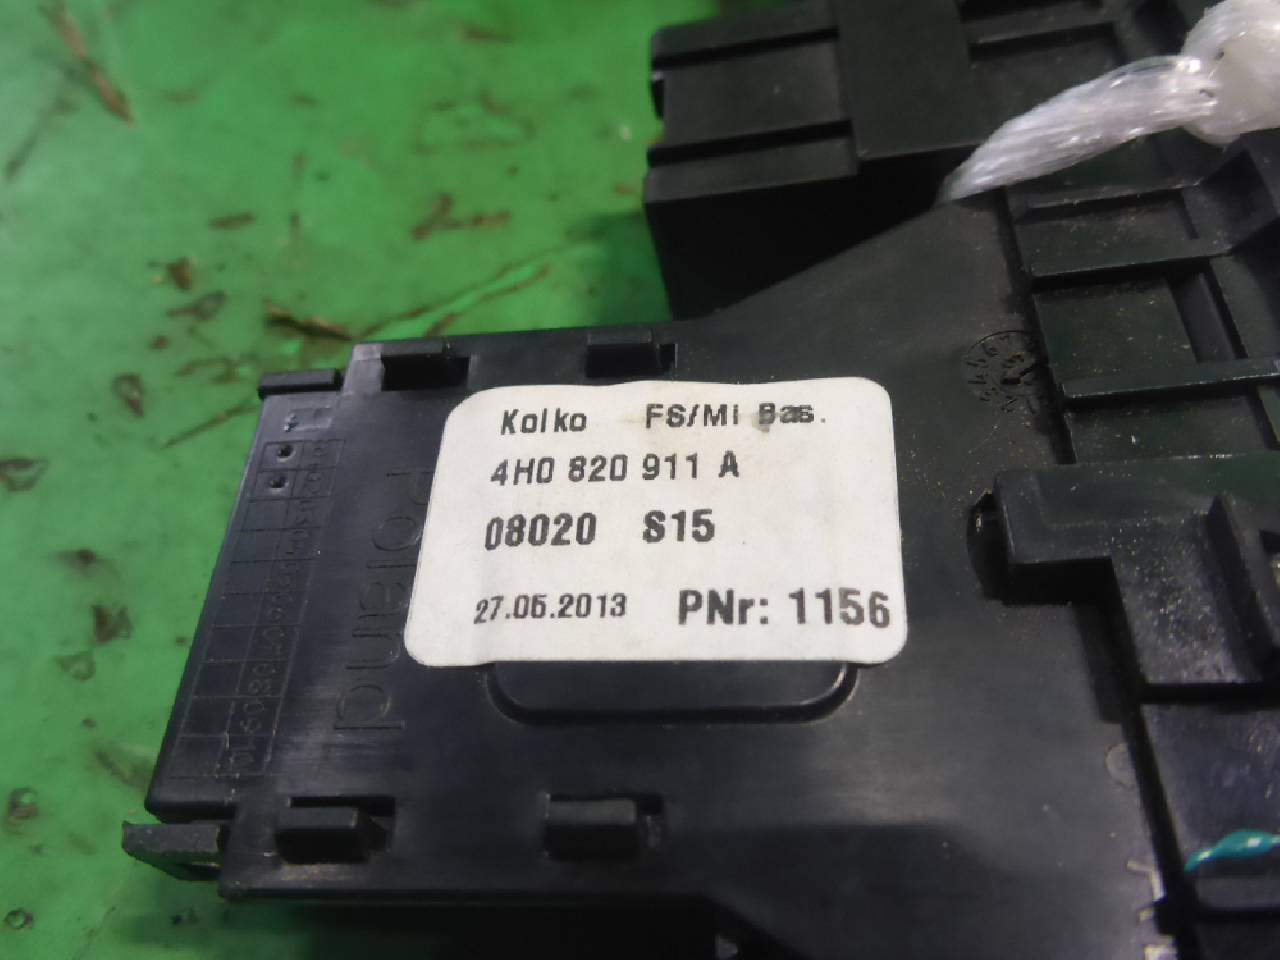 Kolko FS/MI Bas.
4H0 820 911 A
08020 S15
27.05.2013 PNr: 1156
Poland